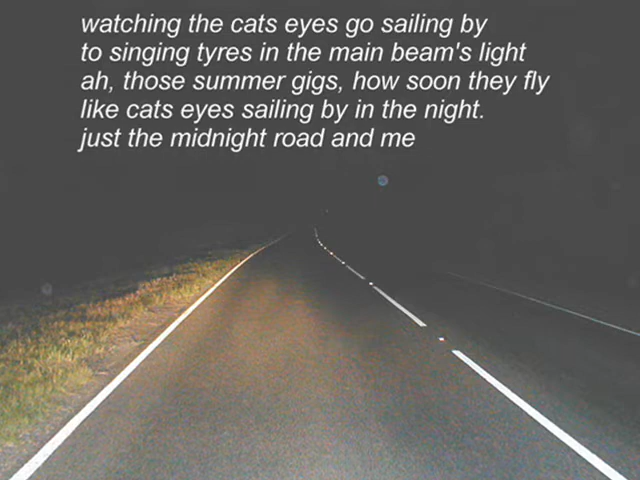 watching the cats eyes go sailing by
to singing tyres in the main beam's light
ah, those summer gigs, how soon they fly
like cats eyes sailing by in the night.
just the midnight road and me